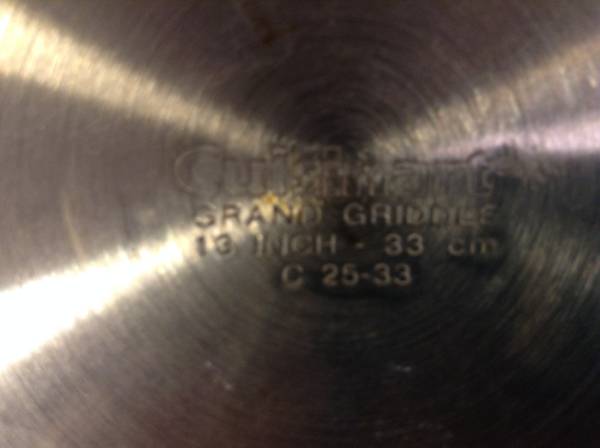 Cuisinart
GRAND GRIDDLE
13 INCH - 33 cm
C 25-33